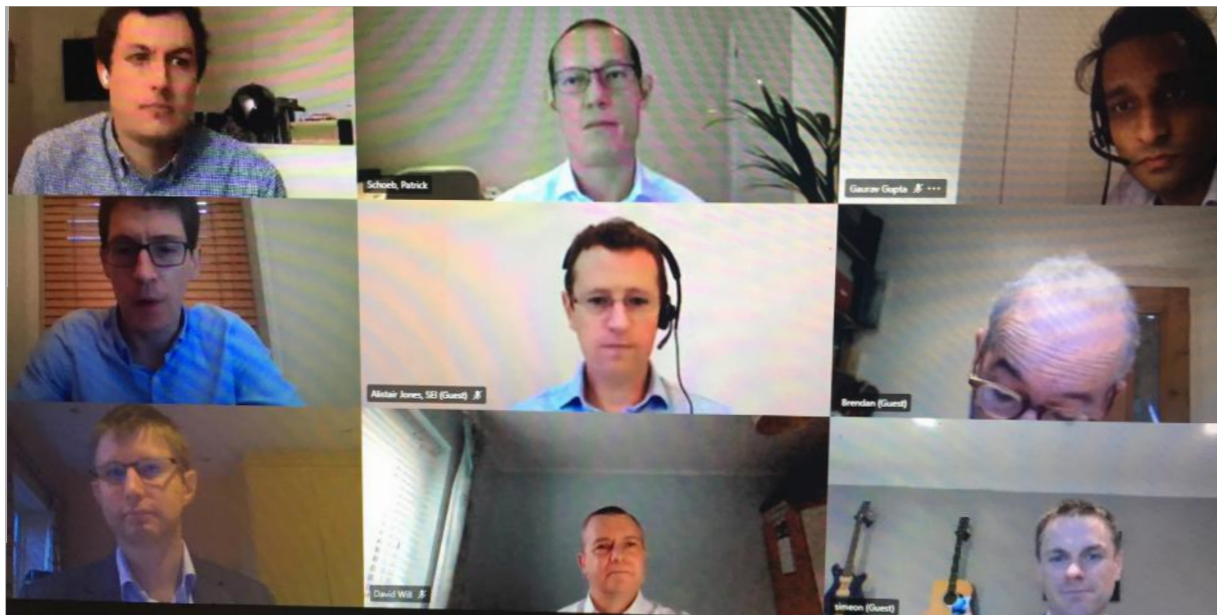 Schoeb, Patrick
Gaurav Gupta
Alistair Jones, SEI (Guest)
Brendan (Guest)
David Will
simeon (Guest)